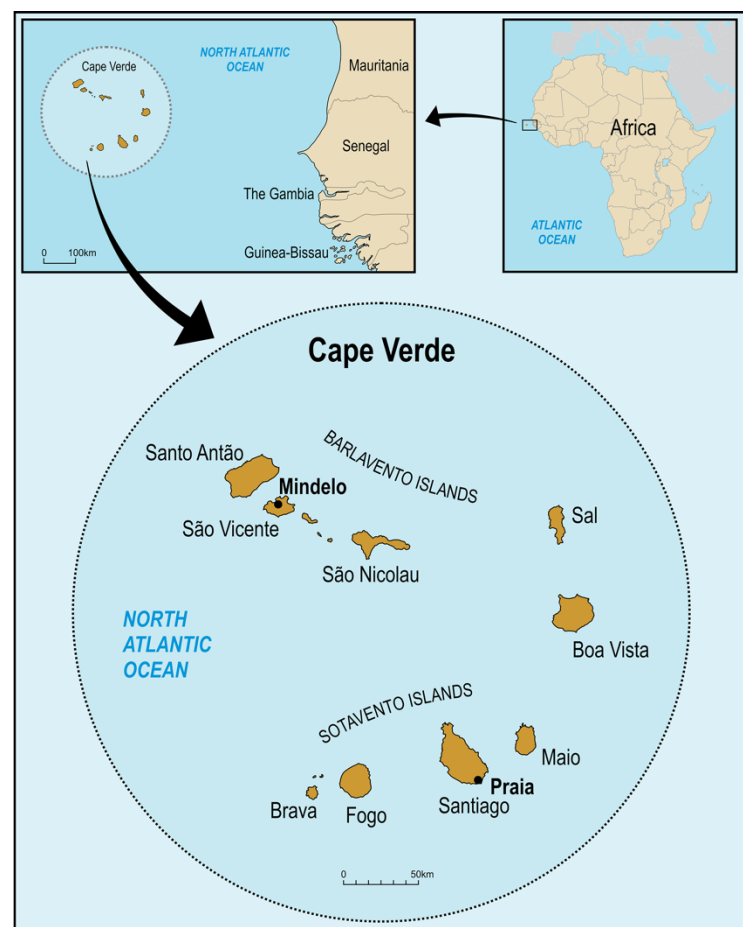 NORTH ATLANTIC
OCEAN
Cape Verde
Mauritania
Senegal
The Gambia
Guinea-Bissau
0 100km
Africa
ATLANTIC
OCEAN
Cape Verde
BARLAVENTO ISLANDS
Santo Antão
Mindelo
São Vicente
São Nicolau
Sal
Boa Vista
NORTH
ATLANTIC
OCEAN
SOTAVENTO ISLANDS
Maio
Praia
Santiago
Brava
Fogo
0 50km